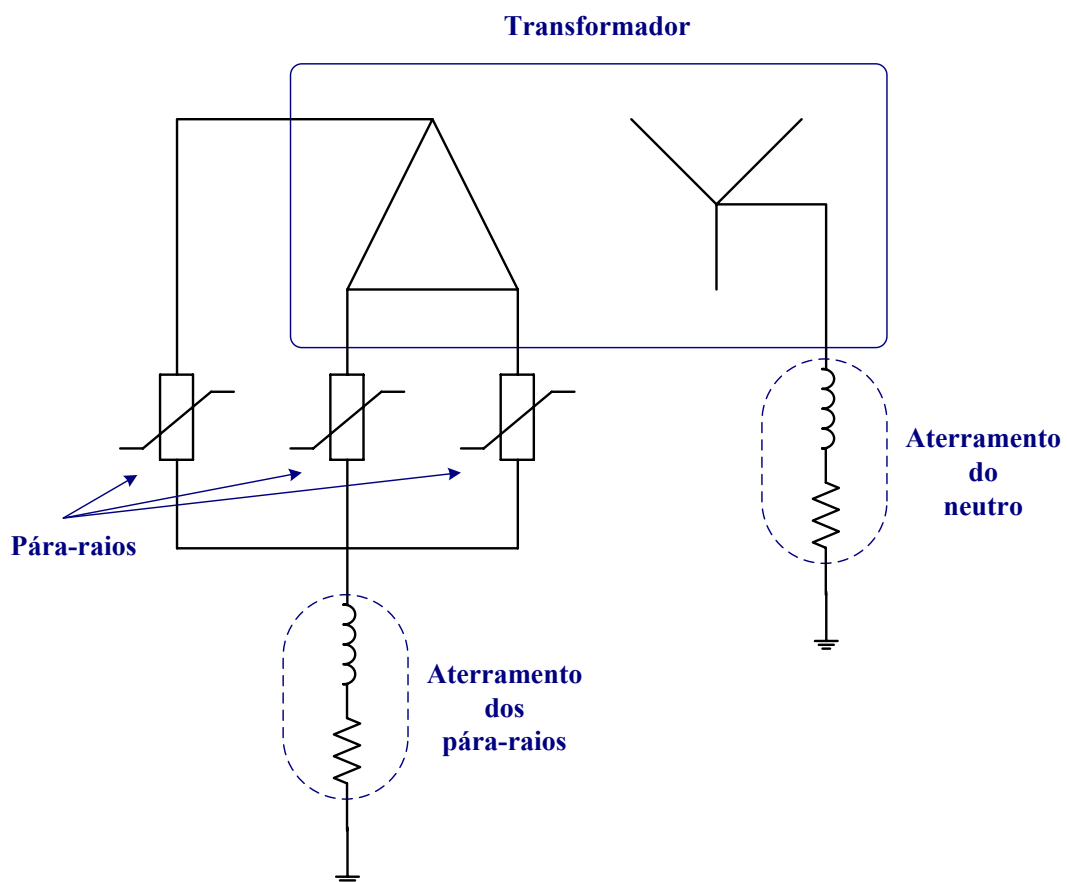 Transformador
Aterramento
do
neutro
Pára-raios
Aterramento
dos
pára-raios